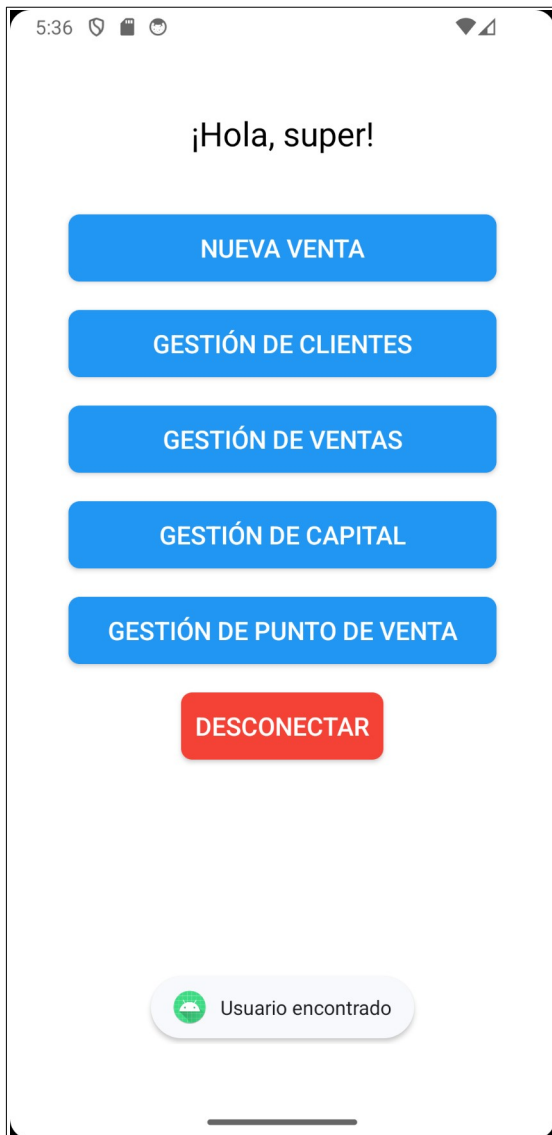 5:36
¡Hola, super!
NUEVA VENTA
GESTIÓN DE CLIENTES
GESTIÓN DE VENTAS
GESTIÓN DE CAPITAL
GESTIÓN DE PUNTO DE VENTA
DESCONECTAR
Usuario encontrado